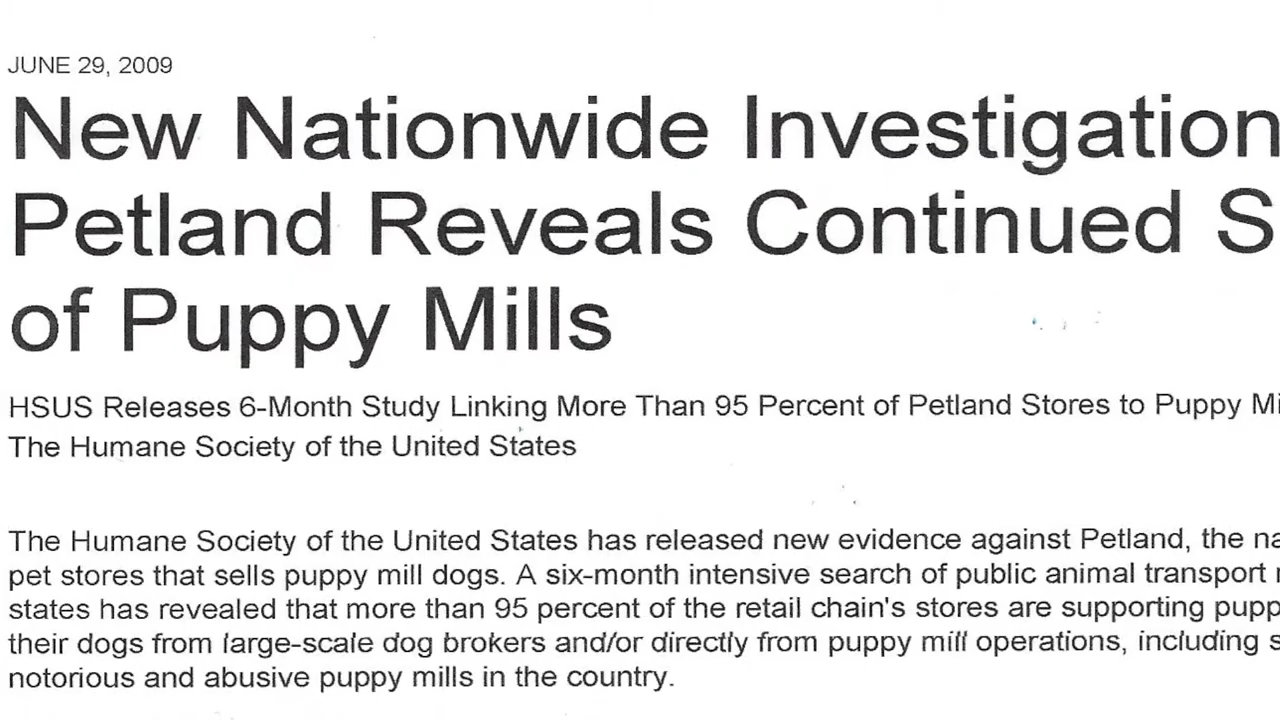 JUNE 29, 2009
New Nationwide Investigation
Petland Reveals Continued S
of Puppy Mills
HSUS Releases 6-Month Study Linking More Than 95 Percent of Petland Stores to Puppy Mi
The Humane Society of the United States
The Humane Society of the United States has released new evidence against Petland, the na
pet stores that sells puppy mill dogs. A six-month intensive search of public animal transport
states has revealed that more than 95 percent of the retail chain's stores are supporting pupp
their dogs from large-scale dog brokers and/or directly from puppy mill operations, including s
notorious and abusive puppy mills in the country.